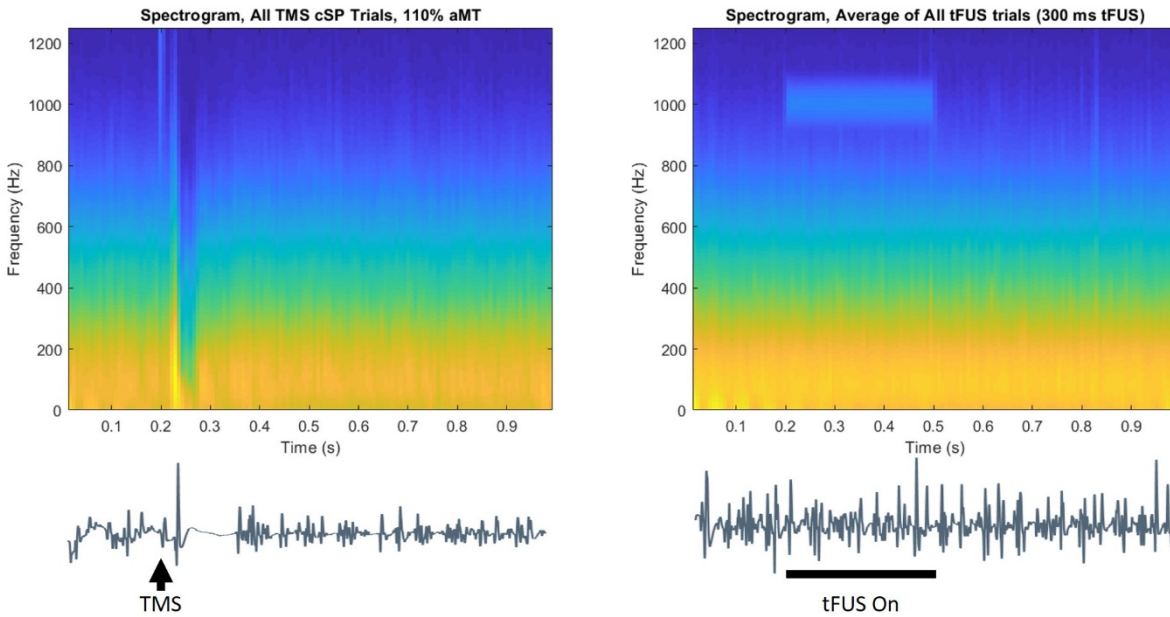 Spectrogram, All TMS cSP Trials, 110% aMT
1200
1000
800
600
400
200
0
Frequency (Hz)
0.1 0.2 0.3 0.4 0.5 0.6 0.7 0.8 0.9
Time (s)
TMS
Spectrogram, Average of All tFUS trials (300 ms tFUS)
1200
1000
800
600
400
200
0
Frequency (Hz)
0.1 0.2 0.3 0.4 0.5 0.6 0.7 0.8 0.9
Time (s)
tFUS On